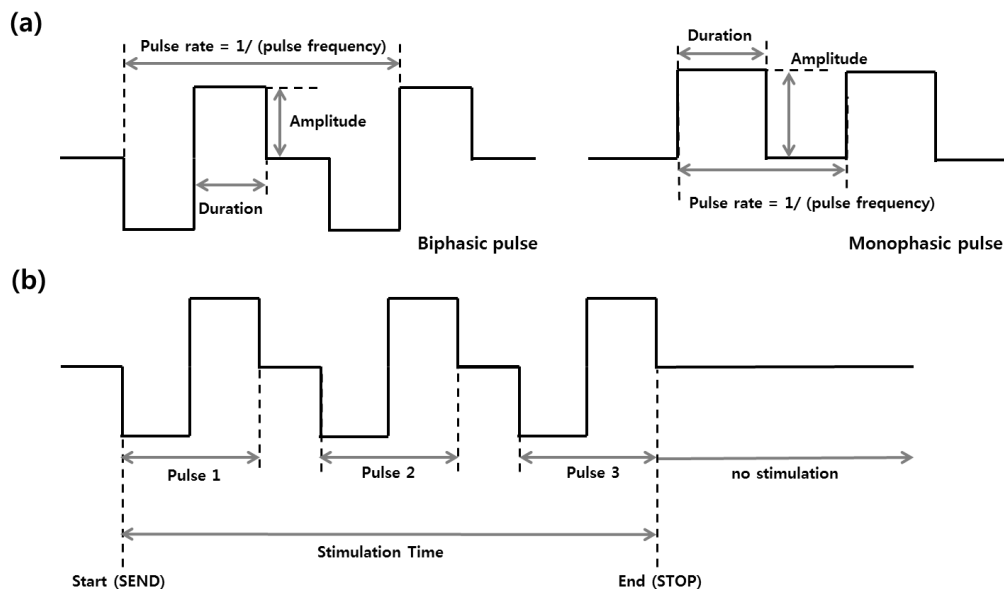 (a)
Pulse rate = 1/ (pulse frequency)
Amplitude
Duration
Biphasic pulse
Duration
Amplitude
Pulse rate = 1/ (pulse frequency)
Monophasic pulse
(b)
Pulse 1
Pulse 2
Pulse 3
no stimulation
Stimulation Time
Start (SEND)
End (STOP)